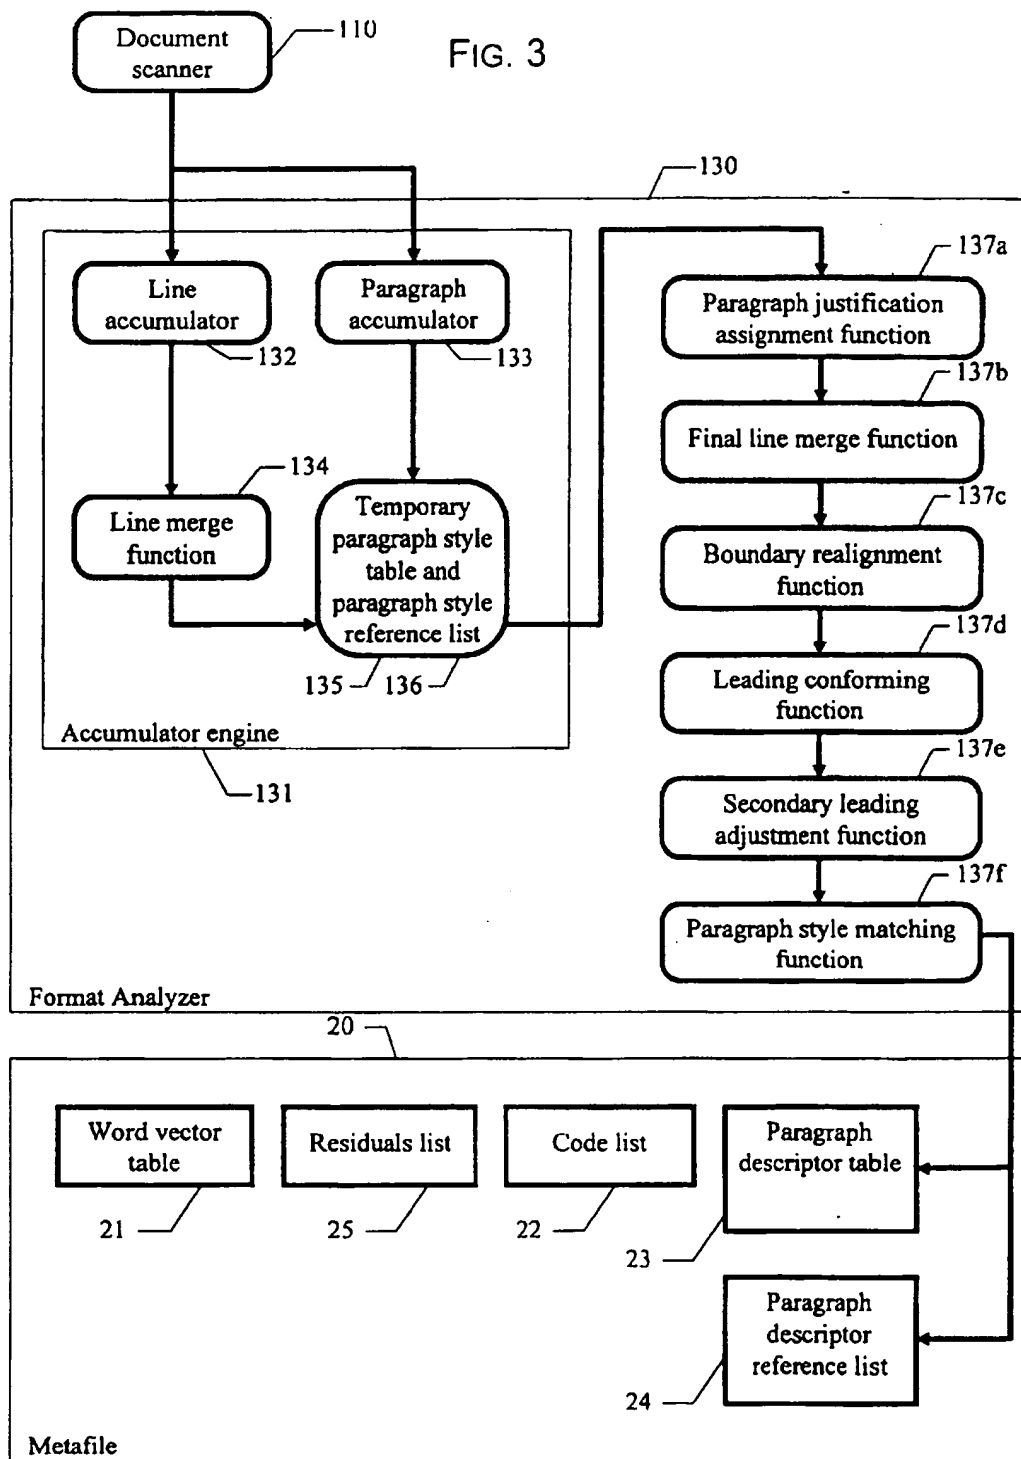 Document
scanner
110
FIG. 3
130
Line
accumulator
132
Paragraph
accumulator
133
134
Line merge
function
Temporary
paragraph style
table and
paragraph style
reference list
135
136
Accumulator engine
131
137a
Paragraph justification
assignment function
137b
Final line merge function
137c
Boundary realignment
function
137d
Leading conforming
function
137e
Secondary leading
adjustment function
137f
Paragraph style matching
function
Format Analyzer
20
Word vector
table
21
Residuals list
25
Code list
22
Paragraph
descriptor table
23
Paragraph
descriptor
reference list
24
Metafile